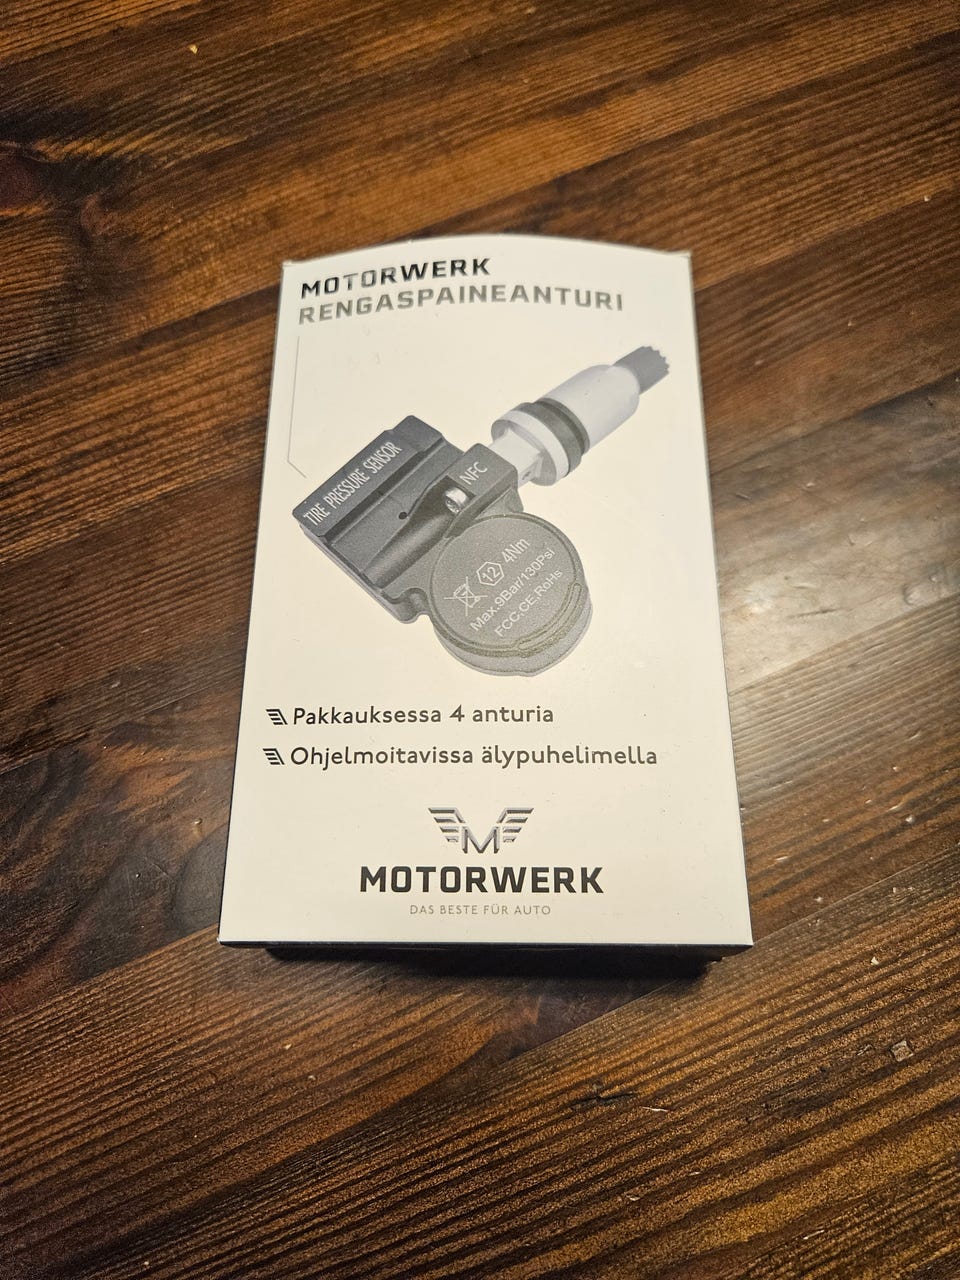 MOTORWERK
RENGASPAINEANTURI
TIRE PRESSURE SENSOR
NFC
12 4Nm
Max.9Bar/130Psi
FCC.CE.RoHs
Pakkauksessa 4 anturia
Ohjelmoitavissa älypuhelimella
M
MOTORWERK
DAS BESTE FÜR AUTO